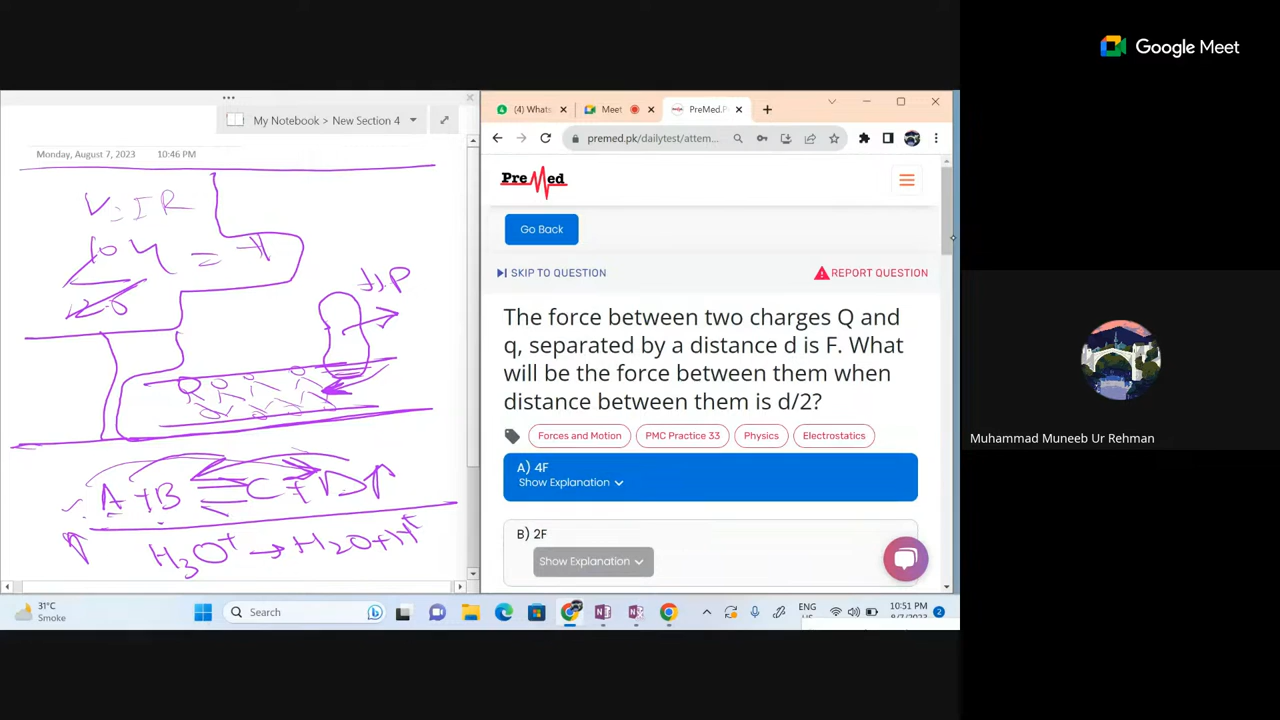 Google Meet
My Notebook > New Section 4
Monday, August 7, 2023 10:46 PM
V=IR
H.P
A+B
C+D↑
H3O+ → H2O+H+
(4) Whats
Meet
PreMed.P
premed.pk/dailytest/attem...
PreMed
Go Back
SKIP TO QUESTION
REPORT QUESTION
The force between two charges Q and
q, separated by a distance d is F. What
will be the force between them when
distance between them is d/2?
Forces and Motion
PMC Practice 33
Physics
Electrostatics
A) 4F
Show Explanation
B) 2F
Show Explanation
Muhammad Muneeb Ur Rehman
31°C
Smoke
Search
ENG
10:51 PM
8/7/2023
2